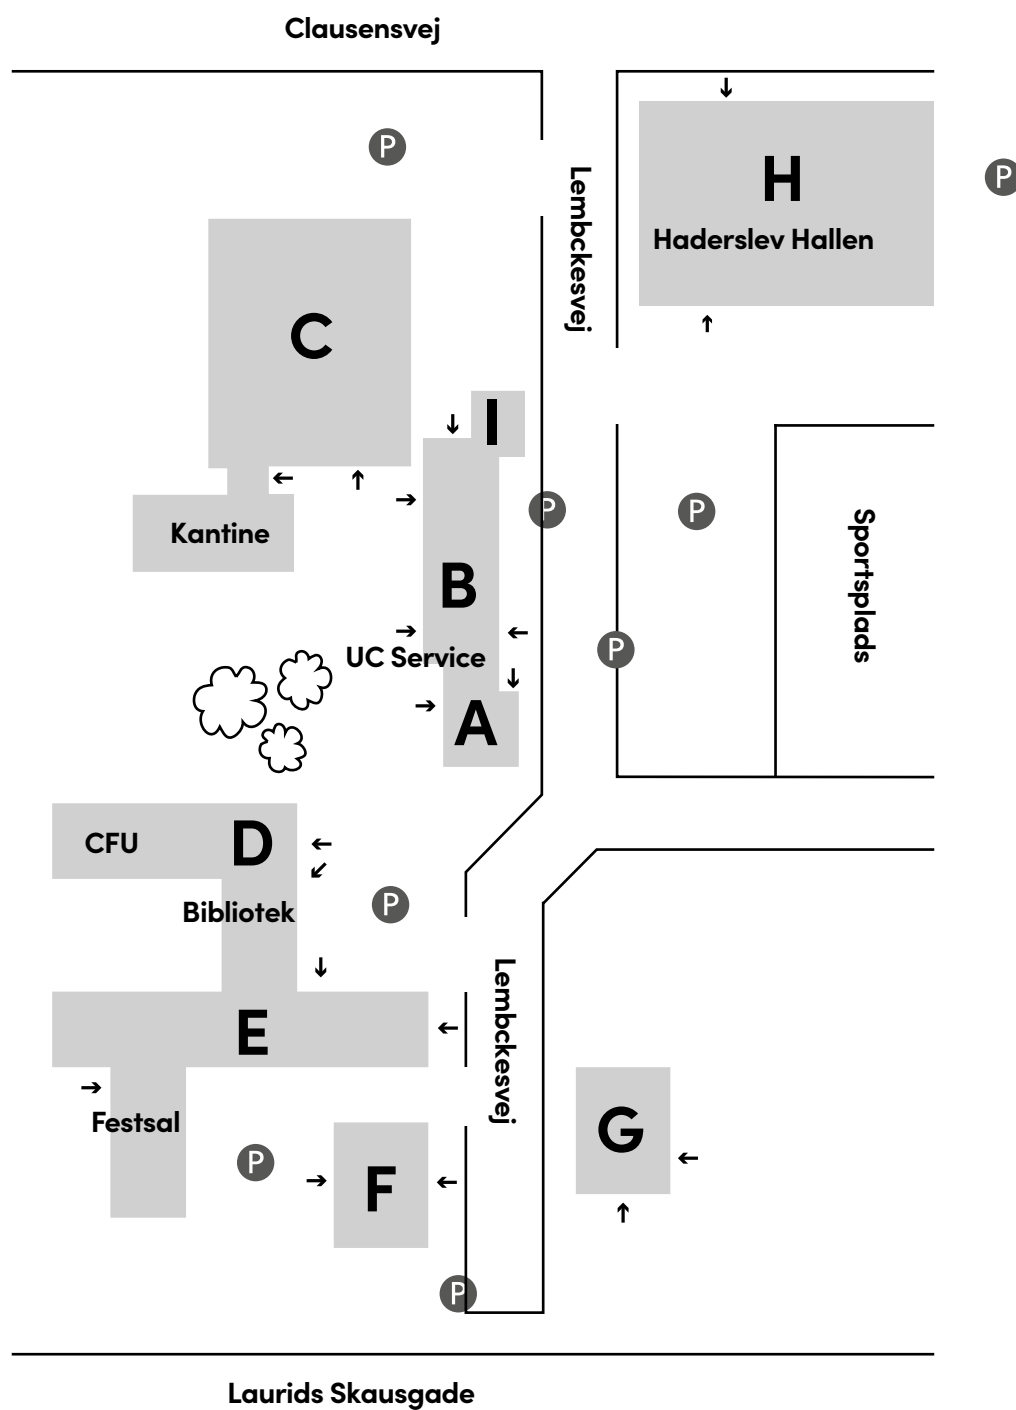 Clausensvej
P
H
P
Lembckesvej
Haderslev Hallen
C
I
Kantine
P
P
Sportsplads
B
UC Service
P
A
CFU
D
Bibliotek
P
E
Lembckesvej
Festsal
G
P
F
P
Laurids Skausgade